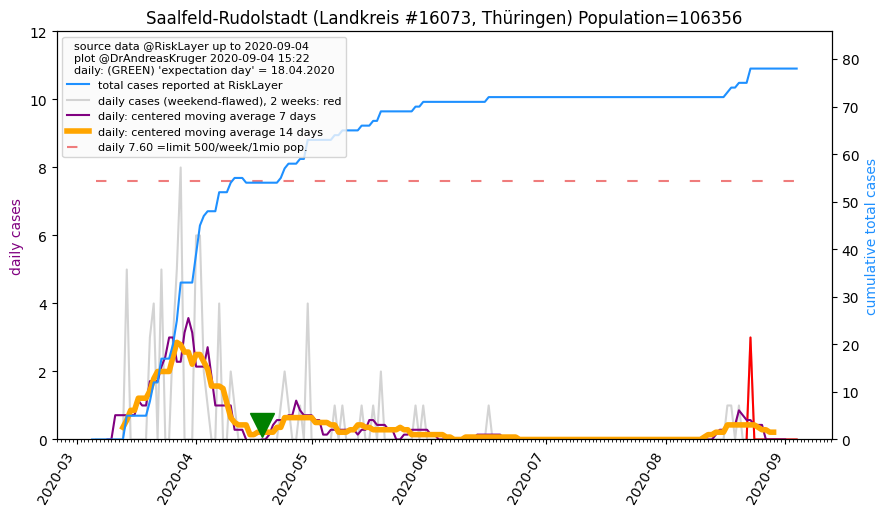 Saalfeld-Rudolstadt (Landkreis #16073, Thüringen) Population=106356
source data @RiskLayer up to 2020-09-04
plot @DrAndreasKruger 2020-09-04 15:22
daily: (GREEN) 'expectation day' = 18.04.2020
total cases reported at RiskLayer
daily cases (weekend-flawed), 2 weeks: red
daily: centered moving average 7 days
daily: centered moving average 14 days
daily 7.60 =limit 500/week/1mio pop
daily cases
12
10
8
6
4
2
0
cumulative total cases
80
70
60
50
40
30
20
10
0
2020-03
2020-04
2020-05
2020-06
2020-07
2020-08
2020-09